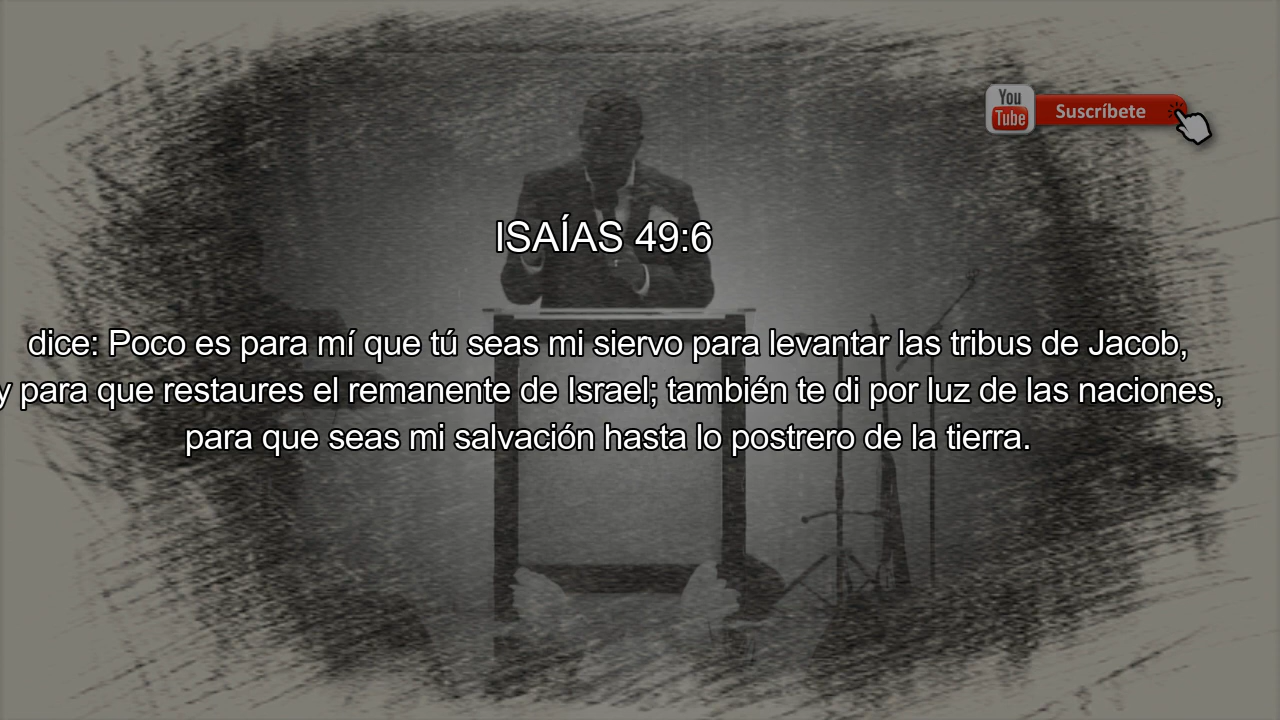 You
Tube
Suscríbete
ISAÍAS 49:6
dice: Poco es para mí que tú seas mi siervo para levantar las tribus de Jacob,
y para que restaures el remanente de Israel; también te di por luz de las naciones,
para que seas mi salvación hasta lo postrero de la tierra.